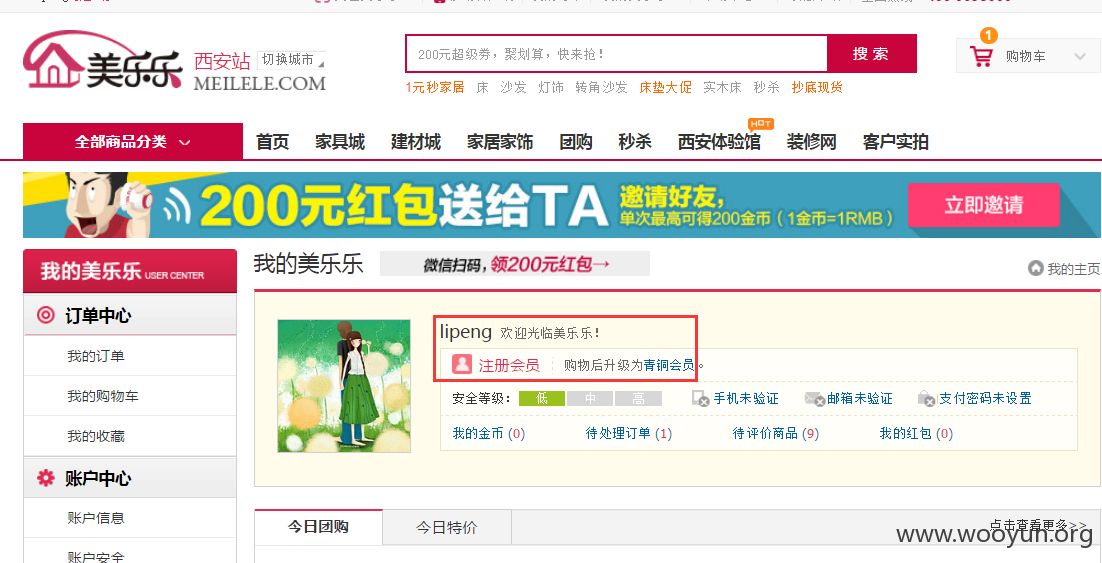 美乐乐
西安站 切换城市
MEILELE.COM
200元超级券，聚划算，快来抢！
搜 索
1 购物车
1元秒家居 床 沙发 灯饰 转角沙发 床垫大促 实木床 秒杀 抄底现货
全部商品分类 首页 家具城 建材城 家居家饰 团购 秒杀 西安体验馆 HOT 装修网 客户实拍
200元红包送给TA
邀请好友，
单次最高可得200金币（1金币=1RMB）
立即邀请
我的美乐乐 USER CENTER
订单中心
我的订单
我的购物车
我的收藏
账户中心
账户信息
账户安全
我的美乐乐 微信扫码，领200元红包→ 我的主页
lipeng 欢迎光临美乐乐！
注册会员 购物后升级为青铜会员。
安全等级： 低 中 高 手机未验证 邮箱未验证 支付密码未设置
我的金币 (0) 待处理订单 (1) 待评价商品 (9) 我的红包 (0)
今日团购 今日特价 点击查看更多>>
www.wooyun.org